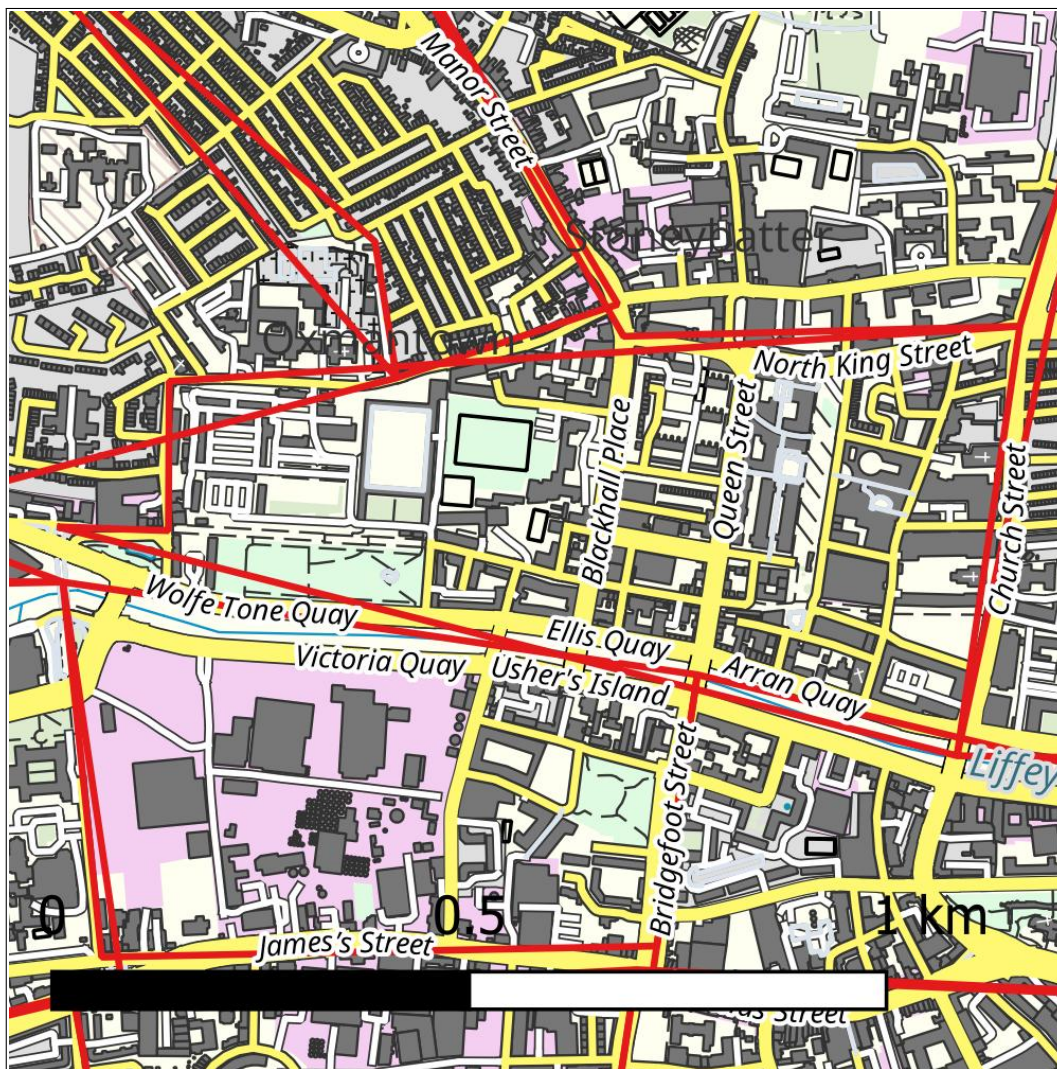 Manor Street
Stoneybatter
Oxmantown
North King Street
Queen Street
Blackhall Place
Church Street
Wolfe Tone Quay
Ellis Quay
Victoria Quay
Usher's Island
Arran Quay
Liffey
Bridgefoot Street
0
0.5
1 km
James's Street
Street